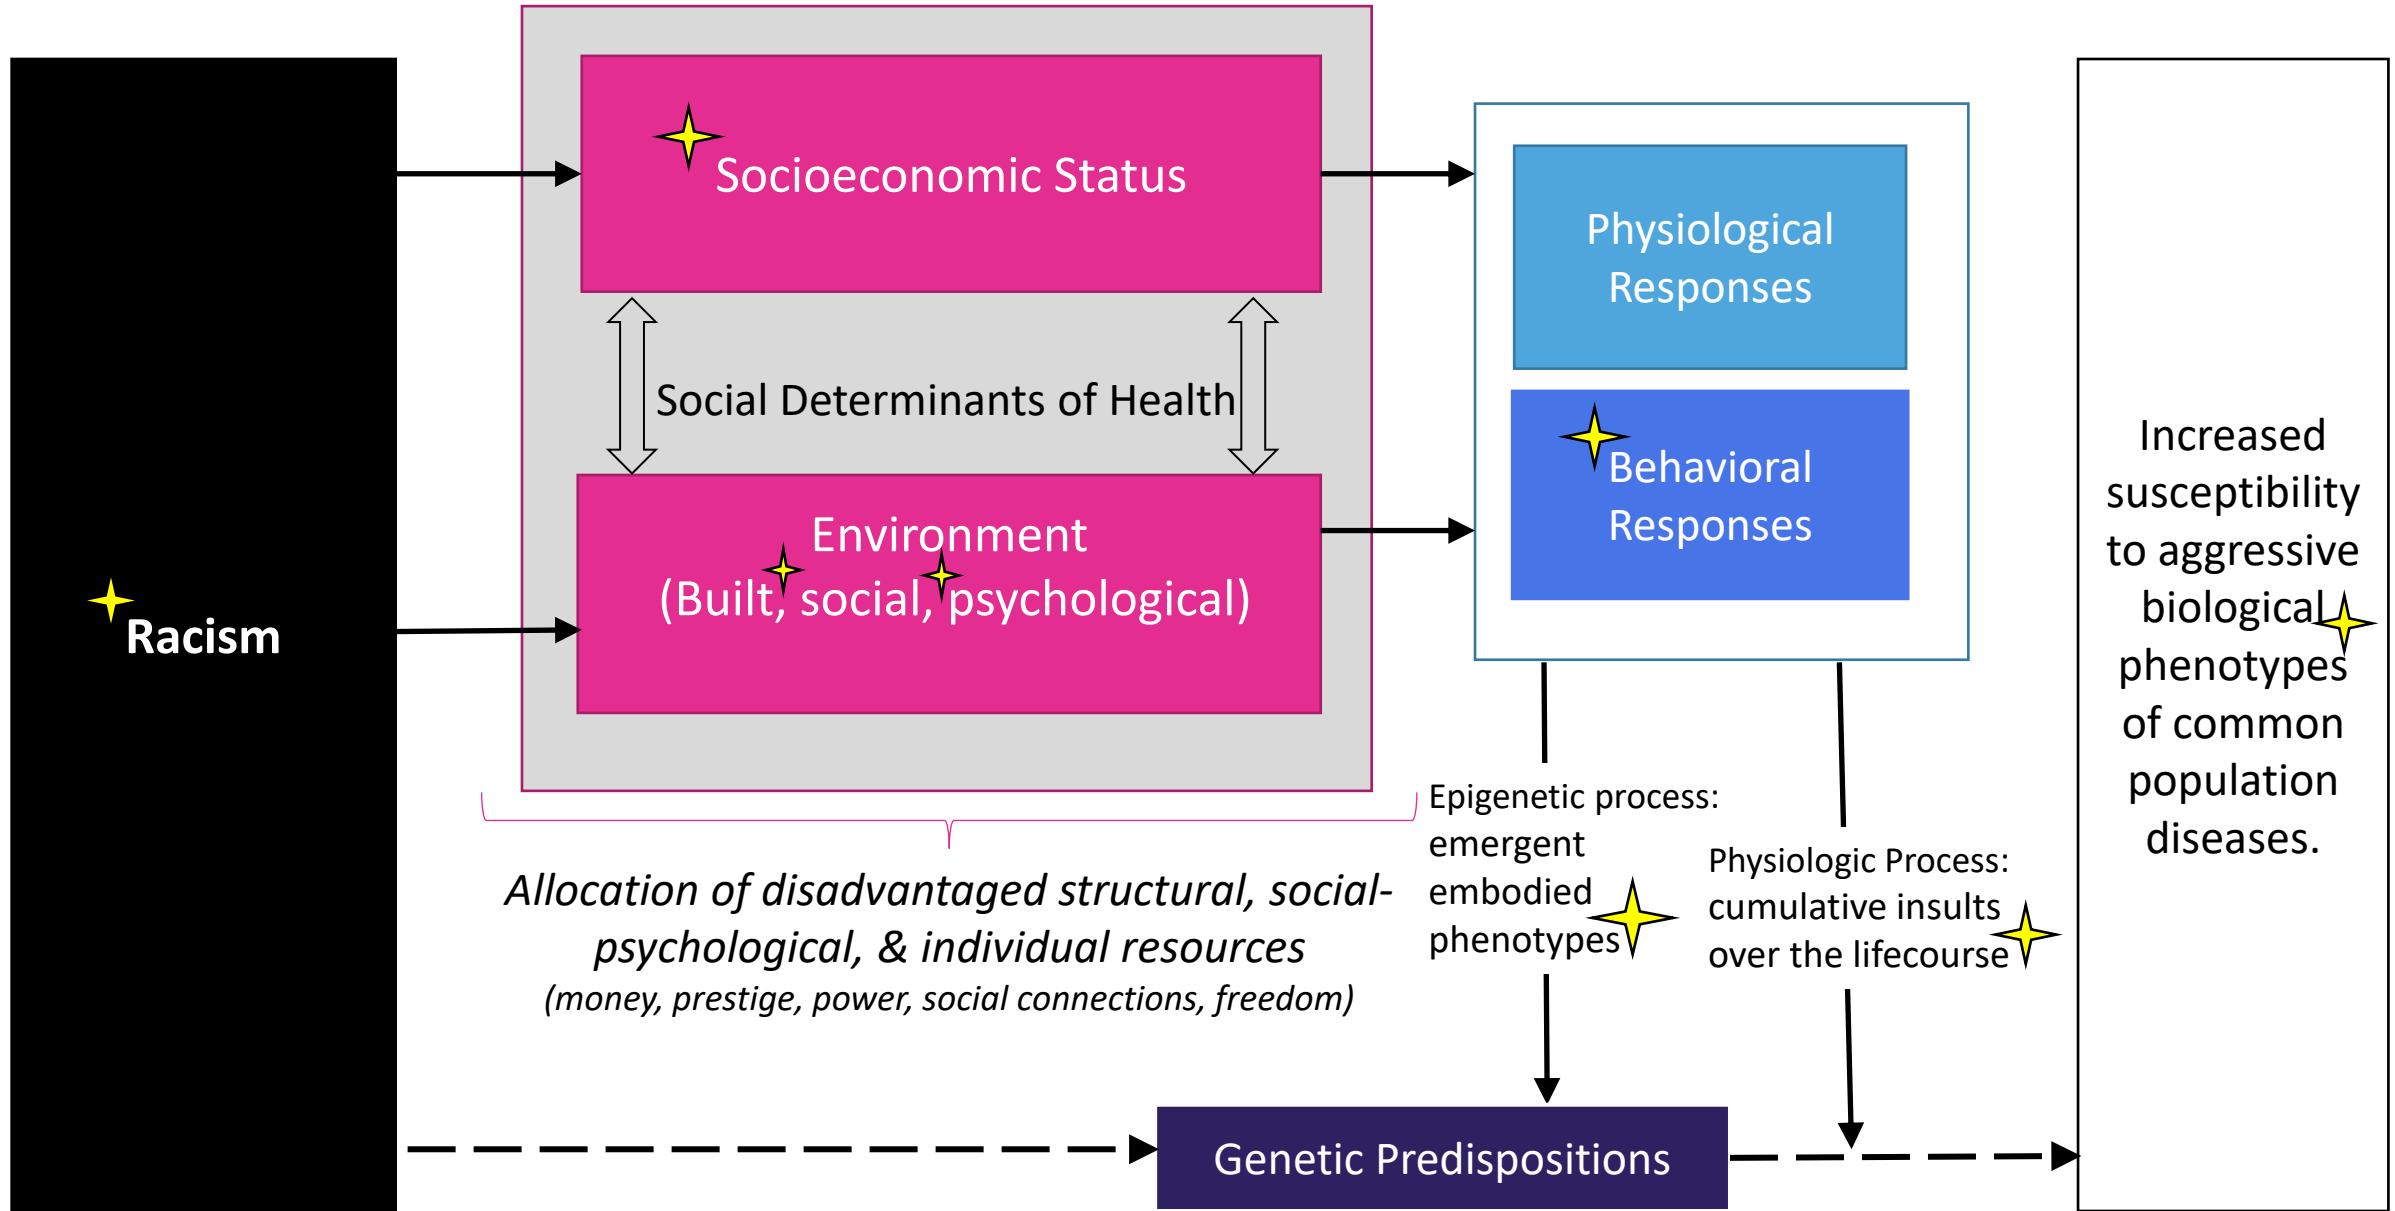 Racism
Socioeconomic Status
Social Determinants of Health
Environment
(Built, social, psychological)
Allocation of disadvantaged structural, social-
psychological, & individual resources
(money, prestige, power, social connections, freedom)
Physiological
Responses
Behavioral
Responses
Epigenetic process:
emergent
embodied
phenotypes
Physiologic Process:
cumulative insults
over the lifecourse
Genetic Predispositions
Increased
susceptibility
to aggressive
biological
phenotypes
of common
population
diseases.